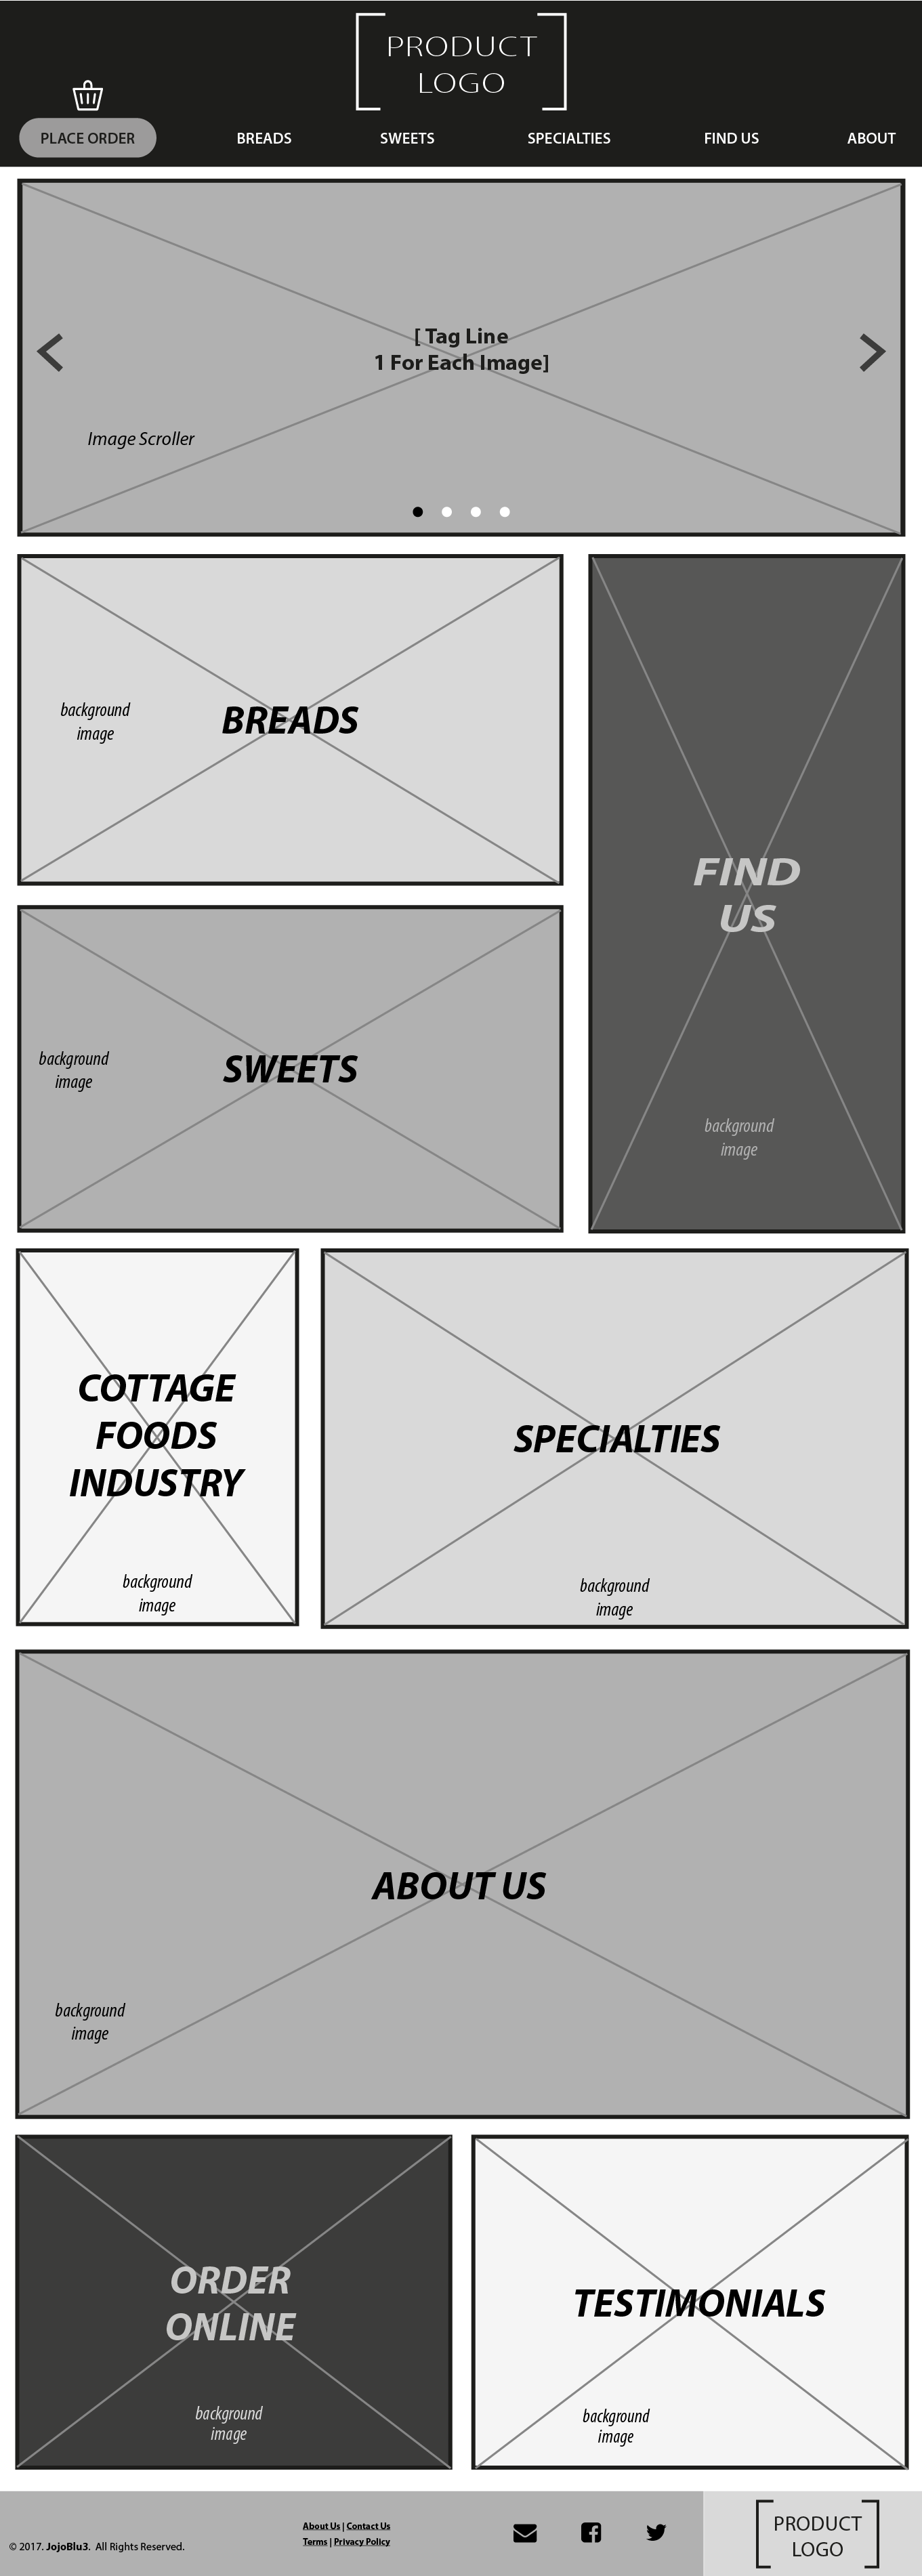 PRODUCT
LOGO
PLACE ORDER
BREADS
SWEETS
SPECIALTIES
FIND US
ABOUT
[ Tag Line
1 For Each Image]
Image Scroller
BREADS
background
image
FIND
US
background
image
SWEETS
background
image
COTTAGE
FOODS
INDUSTRY
background
image
SPECIALTIES
background
image
ABOUT US
background
image
ORDER
ONLINE
background
image
TESTIMONIALS
background
image
© 2017. JojoBlu3. All Rights Reserved.
About Us | Contact Us
Terms | Privacy Policy
PRODUCT
LOGO